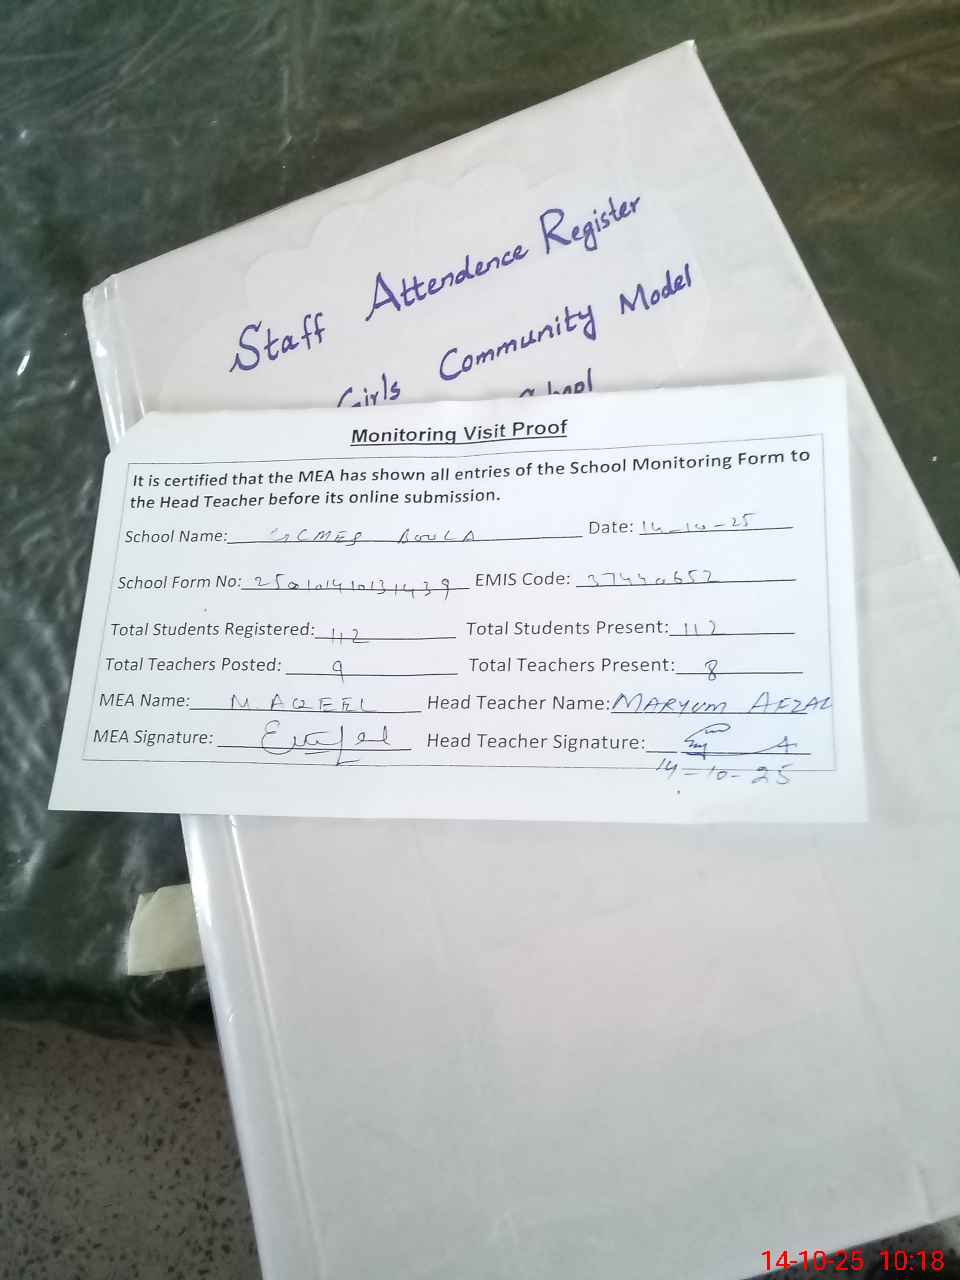 Staff Attendence Register
Girls Community Model
School
Monitoring Visit Proof
It is certified that the MEA has shown all entries of the School Monitoring Form to
the Head Teacher before its online submission.
School Name: GCMES Date: 14-10-25
School Form No: EMIS Code:
Total Students Registered: 112 Total Students Present: 112
Total Teachers Posted: 9 Total Teachers Present: 8
MEA Name: M. AQEEL Head Teacher Name: MARYUM AFZAL
MEA Signature: Head Teacher Signature:
14-10-25
14-10-25 10:18